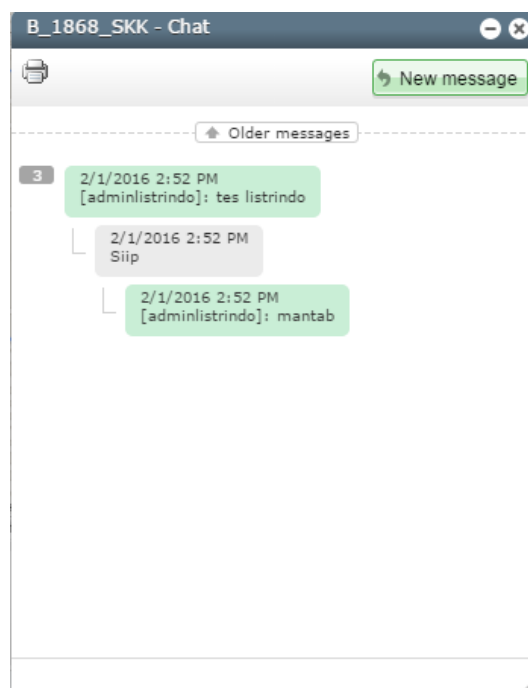 B_1868_SKK - Chat
New message
Older messages
3
2/1/2016 2:52 PM
[adminlistrindo]: tes listrindo
2/1/2016 2:52 PM
Siip
2/1/2016 2:52 PM
[adminlistrindo]: mantab